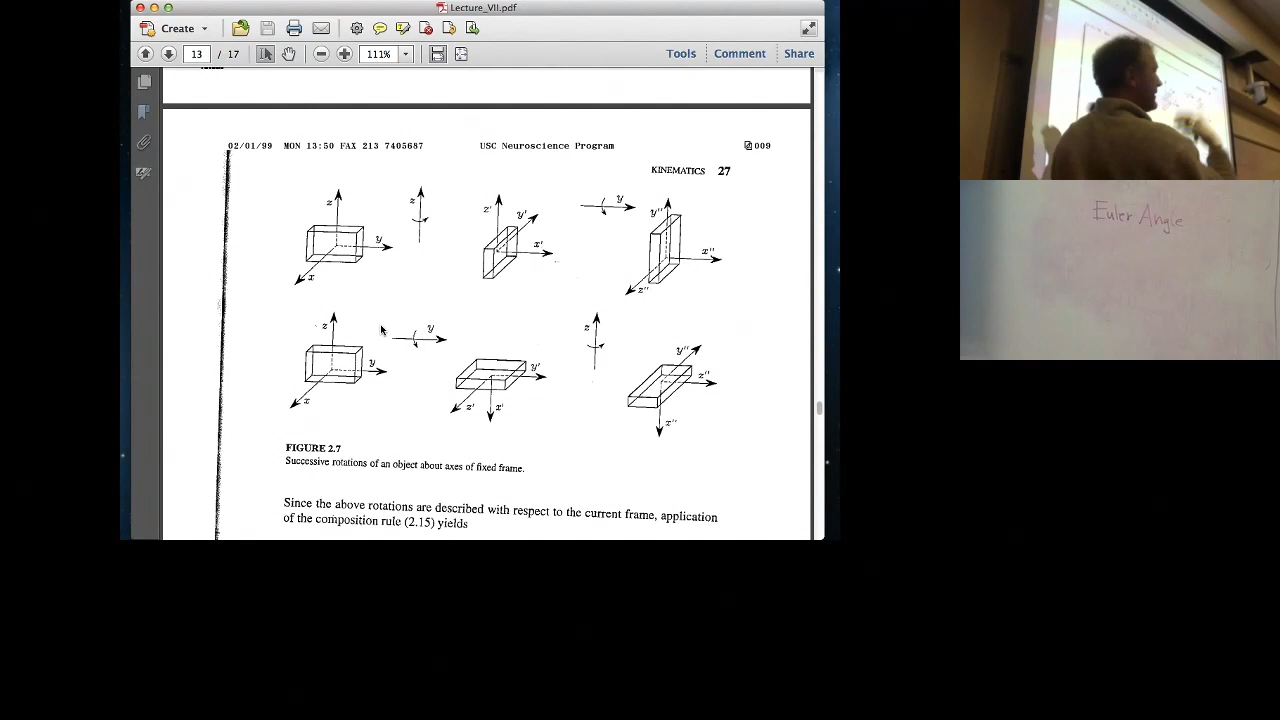 Lecture_VII.pdf
Create
13 / 17
111%
Tools Comment Share
02/01/99 MON 13:50 FAX 213 7405687 USC Neuroscience Program 009
KINEMATICS 27
z
y
x
z
z'
y'
x'
y
y''
x''
z''
z
y
x
y
y'
z'
x'
z
y''
z''
x''
FIGURE 2.7
Successive rotations of an object about axes of fixed frame.
Since the above rotations are described with respect to the current frame, application
of the composition rule (2.15) yields
Euler Angle